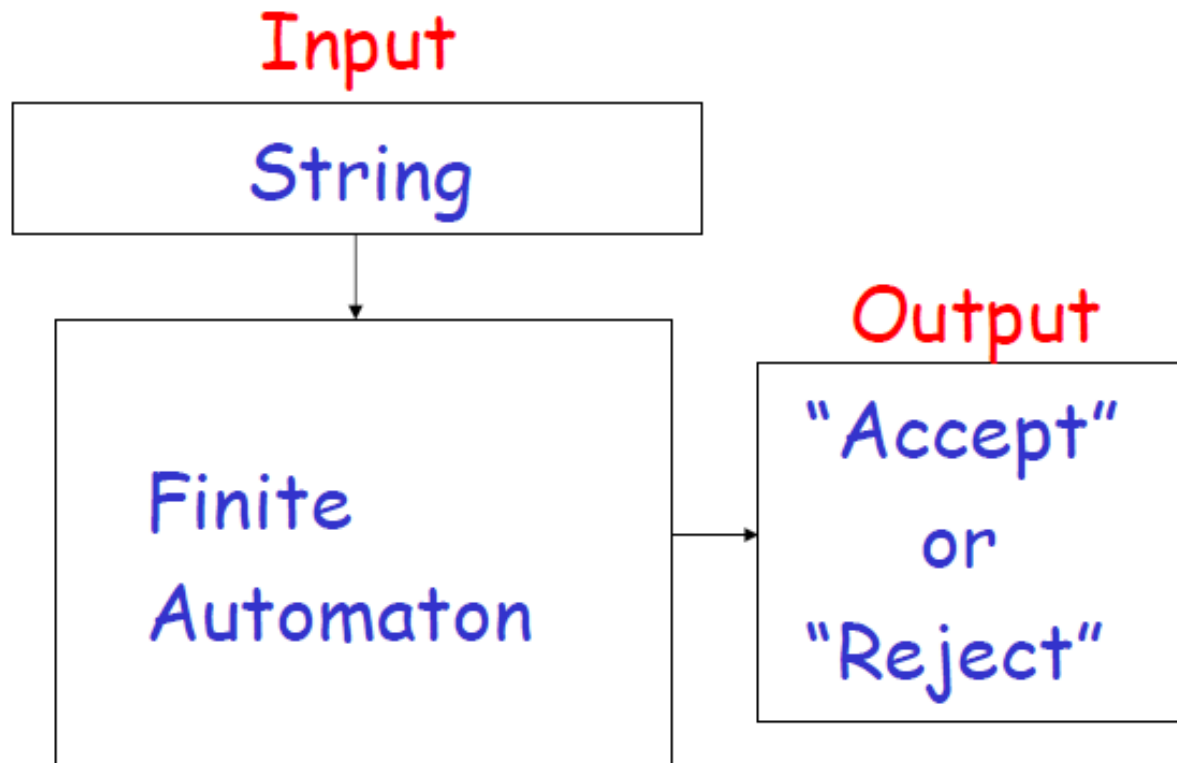 Input
String
Finite
Automaton
Output
“Accept”
or
“Reject”